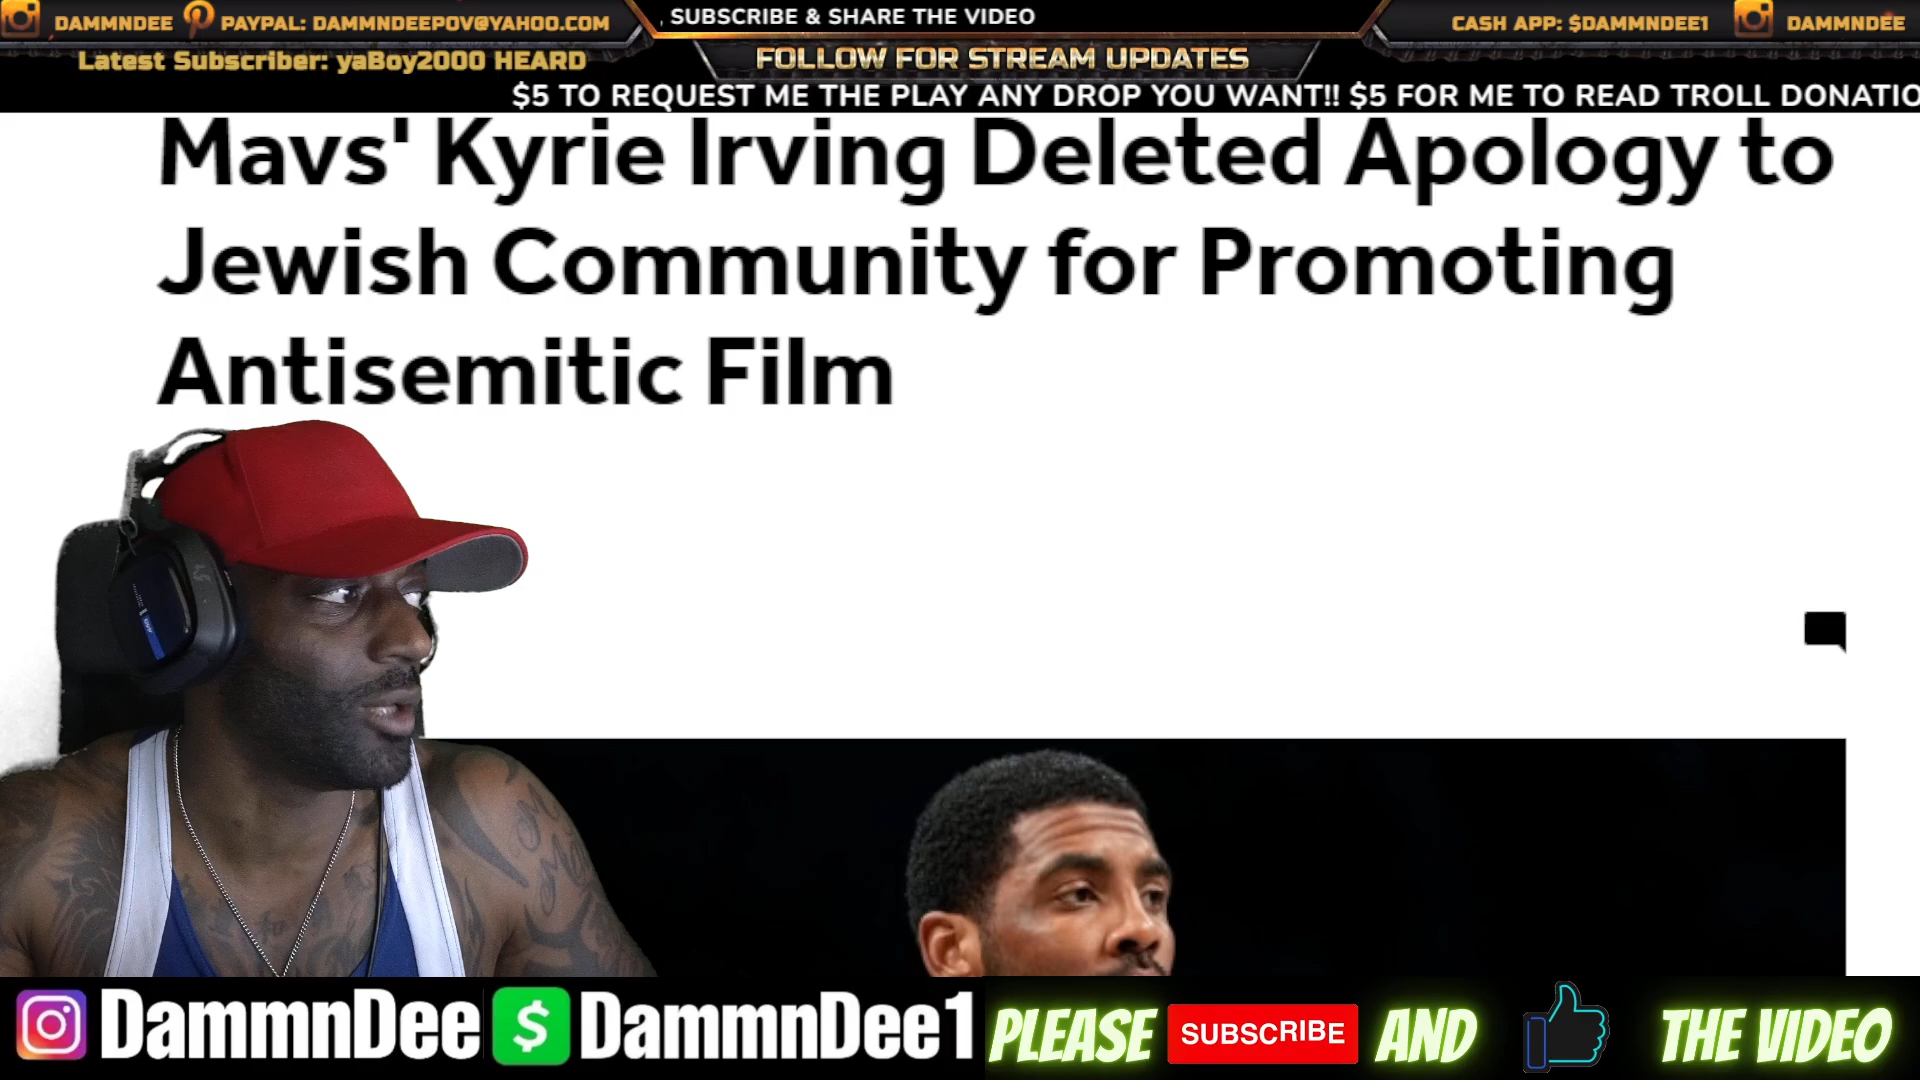 DAMMNDEE
PAYPAL: DAMMNDEEPOV@YAHOO.COM
, SUBSCRIBE & SHARE THE VIDEO
CASH APP: $DAMMNDEE1
DAMMNDEE
Latest Subscriber: yaBoy2000 HEARD
FOLLOW FOR STREAM UPDATES
$5 TO REQUEST ME THE PLAY ANY DROP YOU WANT!! $5 FOR ME TO READ TROLL DONATIO
Mavs' Kyrie Irving Deleted Apology to
Jewish Community for Promoting
Antisemitic Film
DammnDee
$ DammnDee1
PLEASE SUBSCRIBE AND THE VIDEO